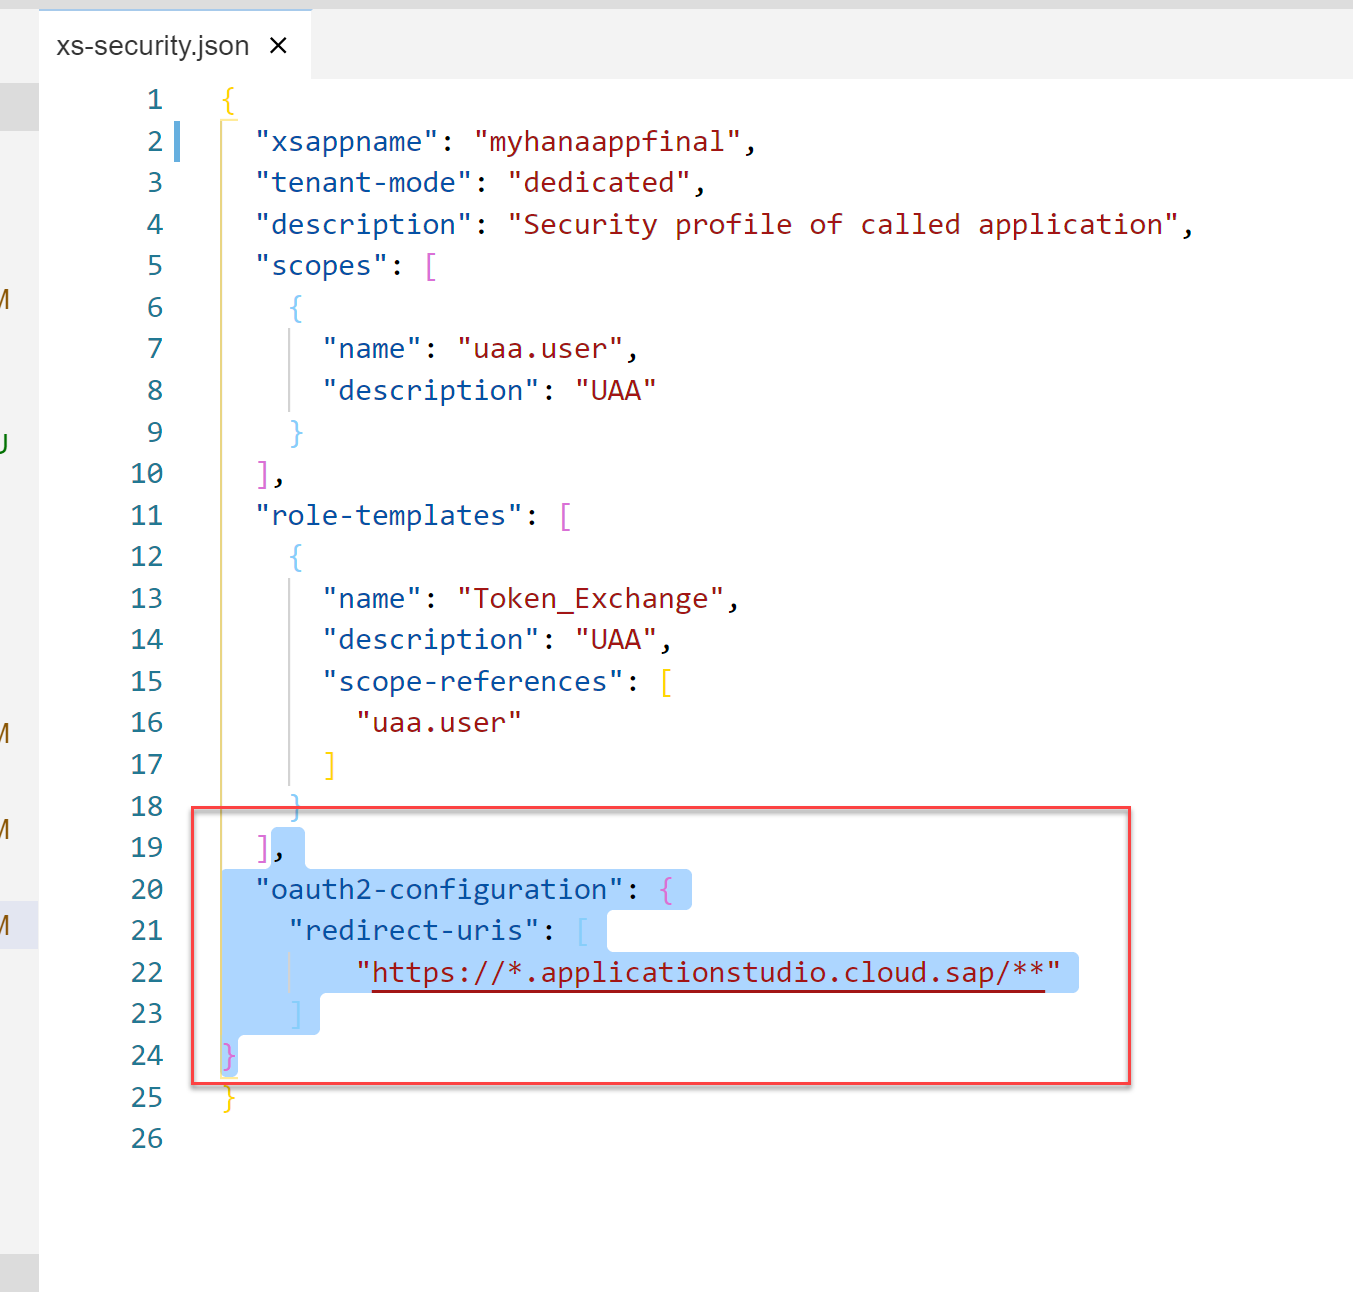 xs-security.json ×
1 {
2 "xsappname": "myhanaappfinal",
3 "tenant-mode": "dedicated",
4 "description": "Security profile of called application",
5 "scopes": [
6 {
7 "name": "uaa.user",
8 "description": "UAA"
9 }
10 ],
11 "role-templates": [
12 {
13 "name": "Token_Exchange",
14 "description": "UAA",
15 "scope-references": [
16 "uaa.user"
17 ]
18 }
19 ],
20 "oauth2-configuration": {
21 "redirect-uris": [
22 "https://*.applicationstudio.cloud.sap/**"
23 ]
24 }
25 }
26
M
U
M
M
M